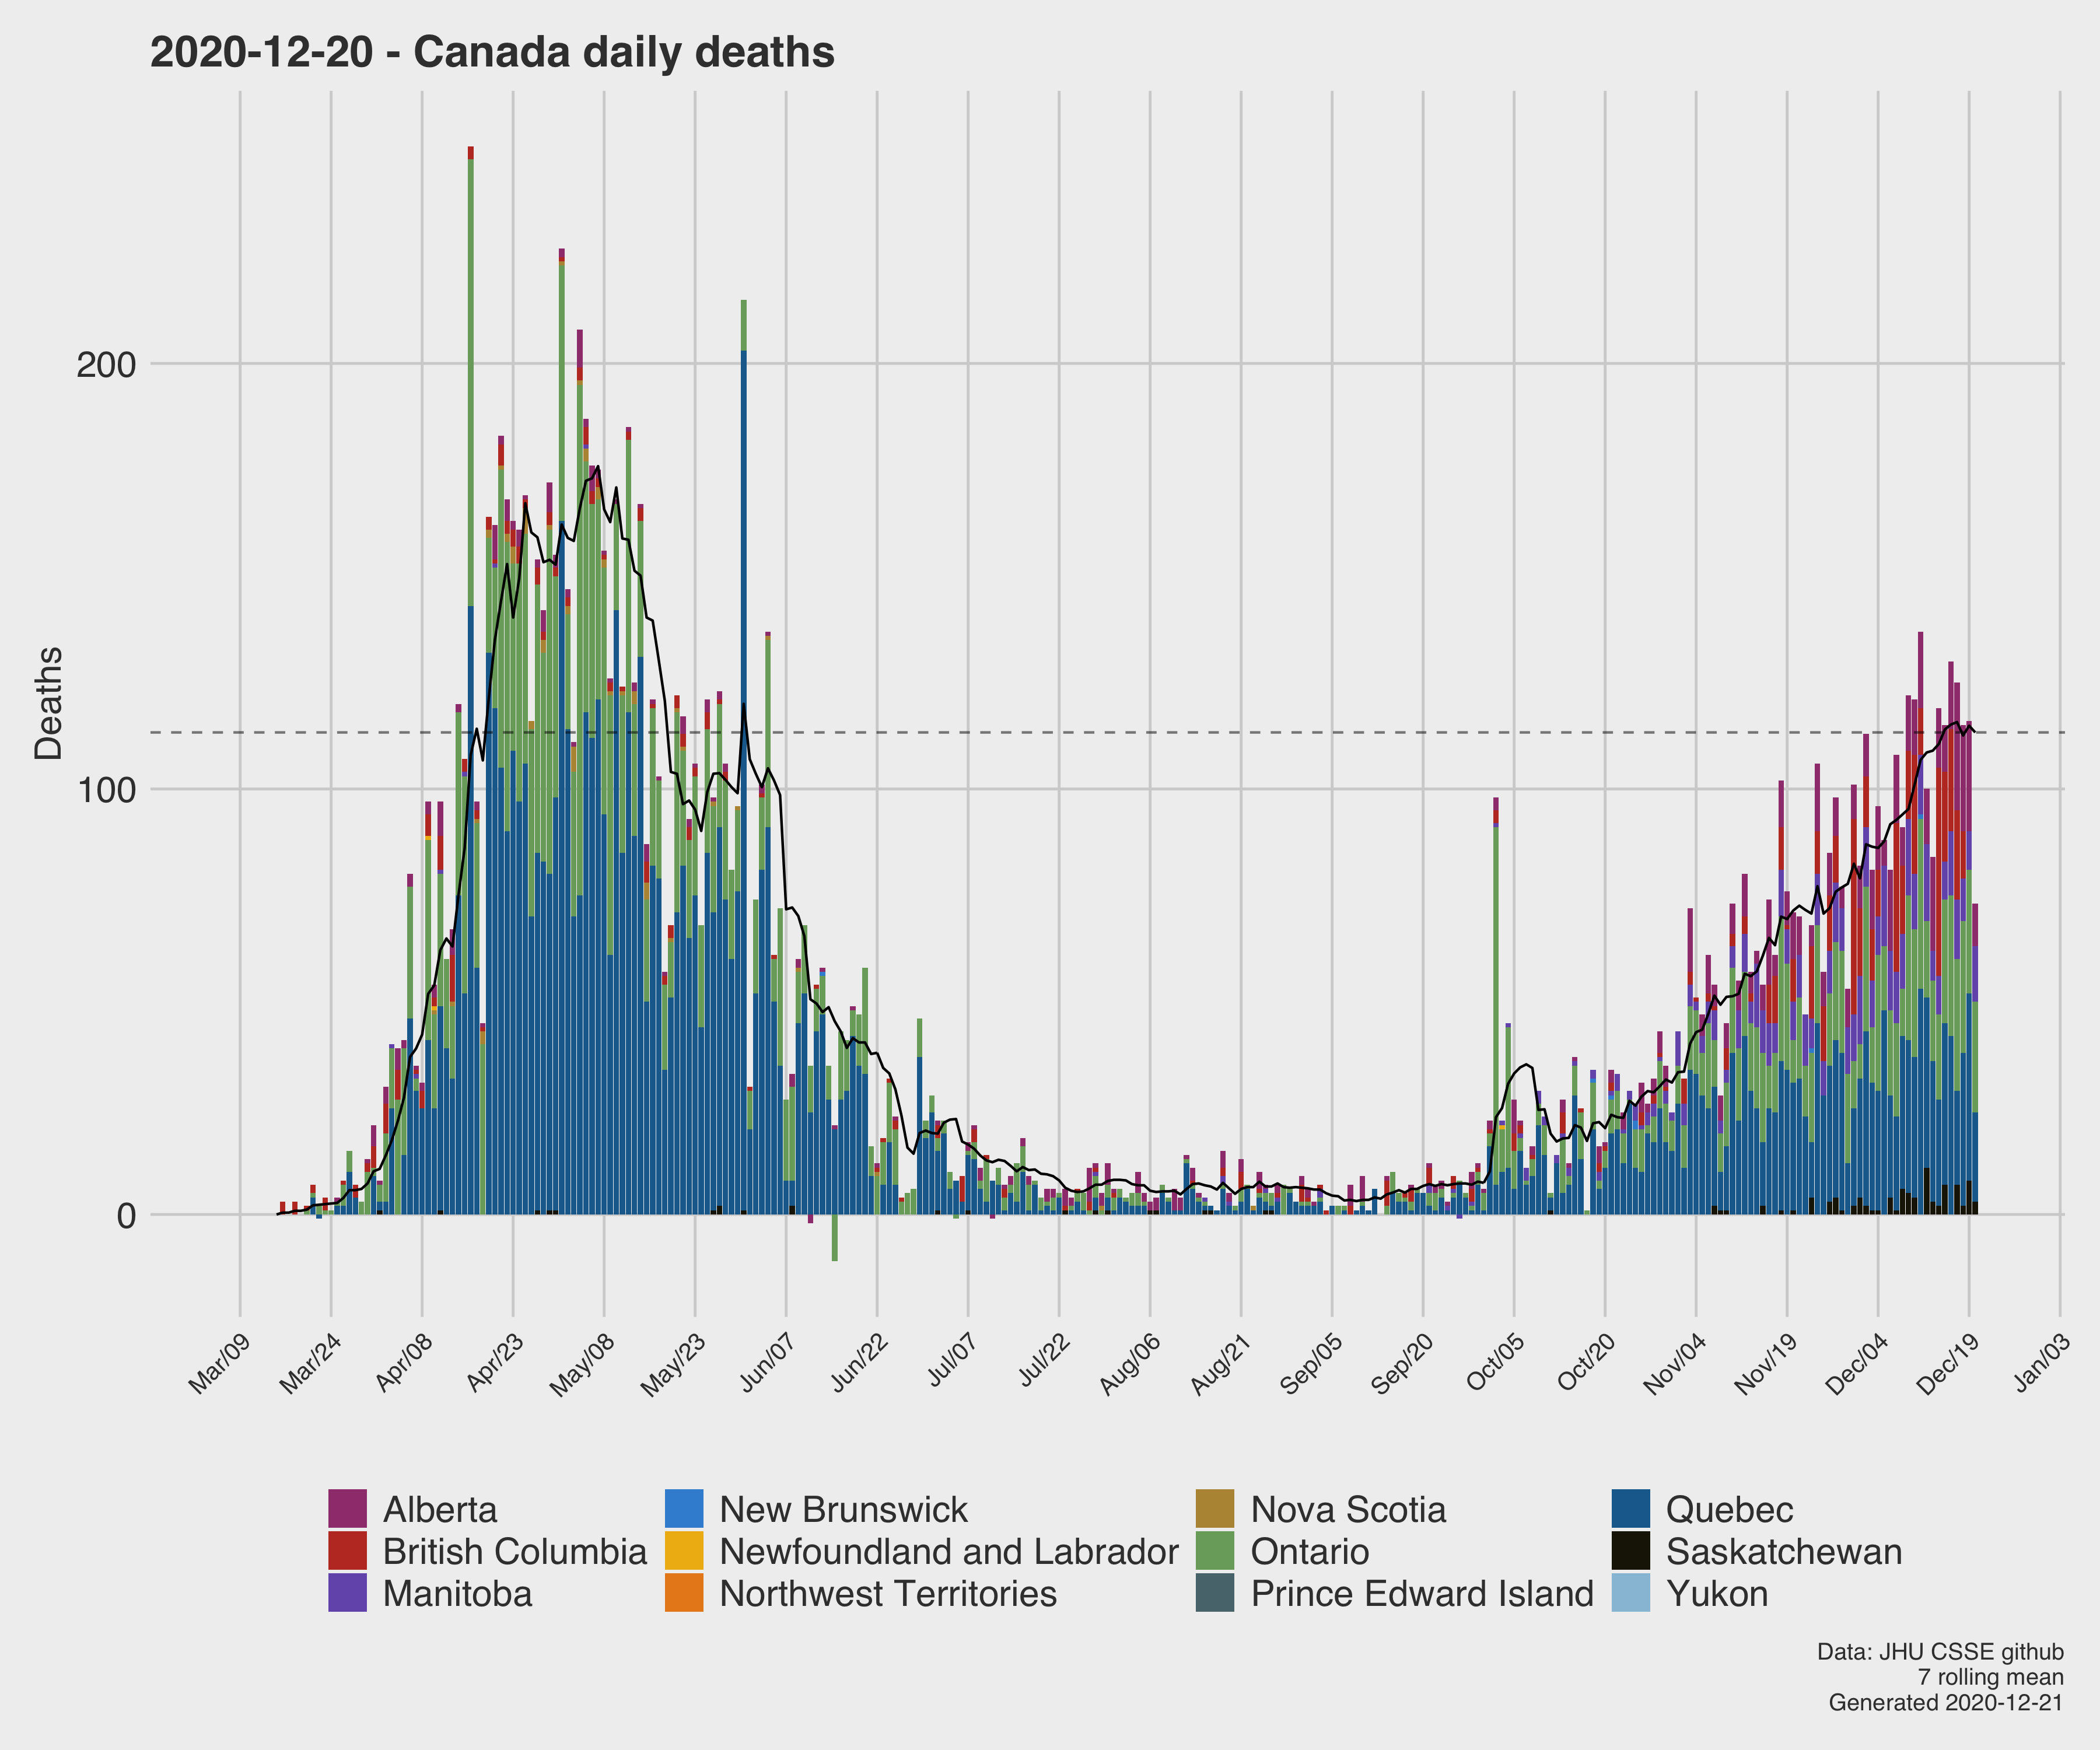 2020-12-20 - Canada daily deaths
Deaths
200
100
0
Mar/09 Mar/24 Apr/08 Apr/23 May/08 May/23 Jun/07 Jun/22 Jul/07 Jul/22 Aug/06 Aug/21 Sep/05 Sep/20 Oct/05 Oct/20 Nov/04 Nov/19 Dec/04 Dec/19 Jan/03
Alberta New Brunswick Nova Scotia Quebec
British Columbia Newfoundland and Labrador Ontario Saskatchewan
Manitoba Northwest Territories Prince Edward Island Yukon
Data: JHU CSSE github
7 rolling mean
Generated 2020-12-21